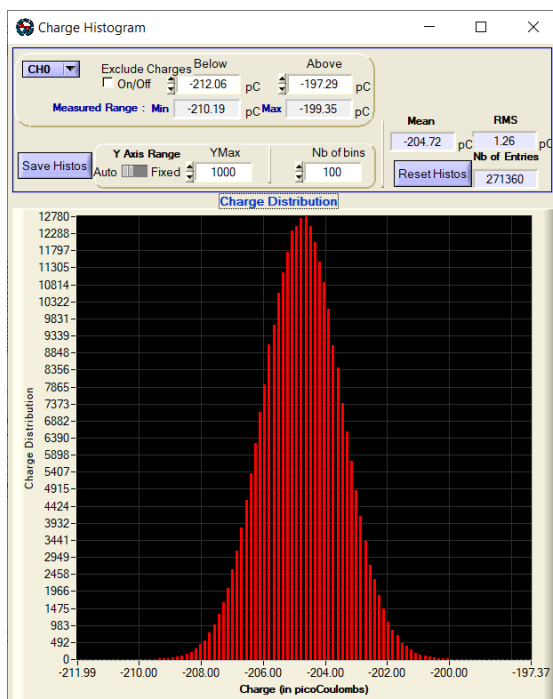 Charge Histogram
CH0
Exclude Charges
On/Off
Below
-212.06 pC
Above
-197.29 pC
Measured Range : Min -210.19 pC Max -199.35 pC
Mean
-204.72 pC
RMS
1.26 pC
Save Histos
Y Axis Range
Auto Fixed
YMax
1000
Nb of bins
100
Reset Histos
Nb of Entries
271360
Charge Distribution
12780
12288
11797
11305
10814
10322
9831
9339
8848
8356
7865
7373
6882
6390
5898
5407
4915
4424
3932
3441
2949
2458
1966
1475
983
492
0
Charge Distribution
-211.99 -210.00 -208.00 -206.00 -204.00 -202.00 -200.00 -197.37
Charge (in picoCoulombs)